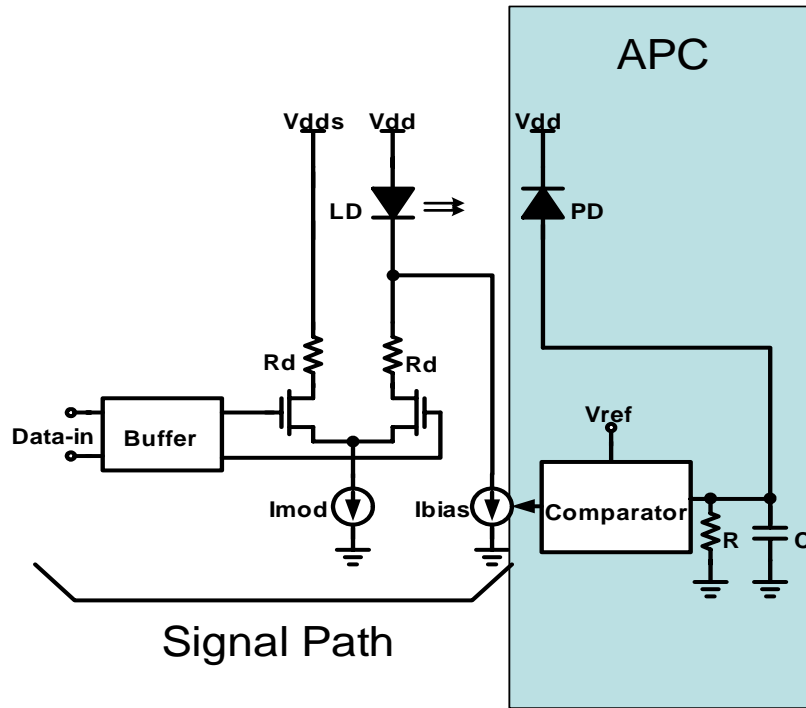 APC
Vdds
Vdd
Vdd
LD
PD
Rd
Rd
Data-in
Buffer
Vref
Imod
Ibias
Comparator
R
C
Signal Path